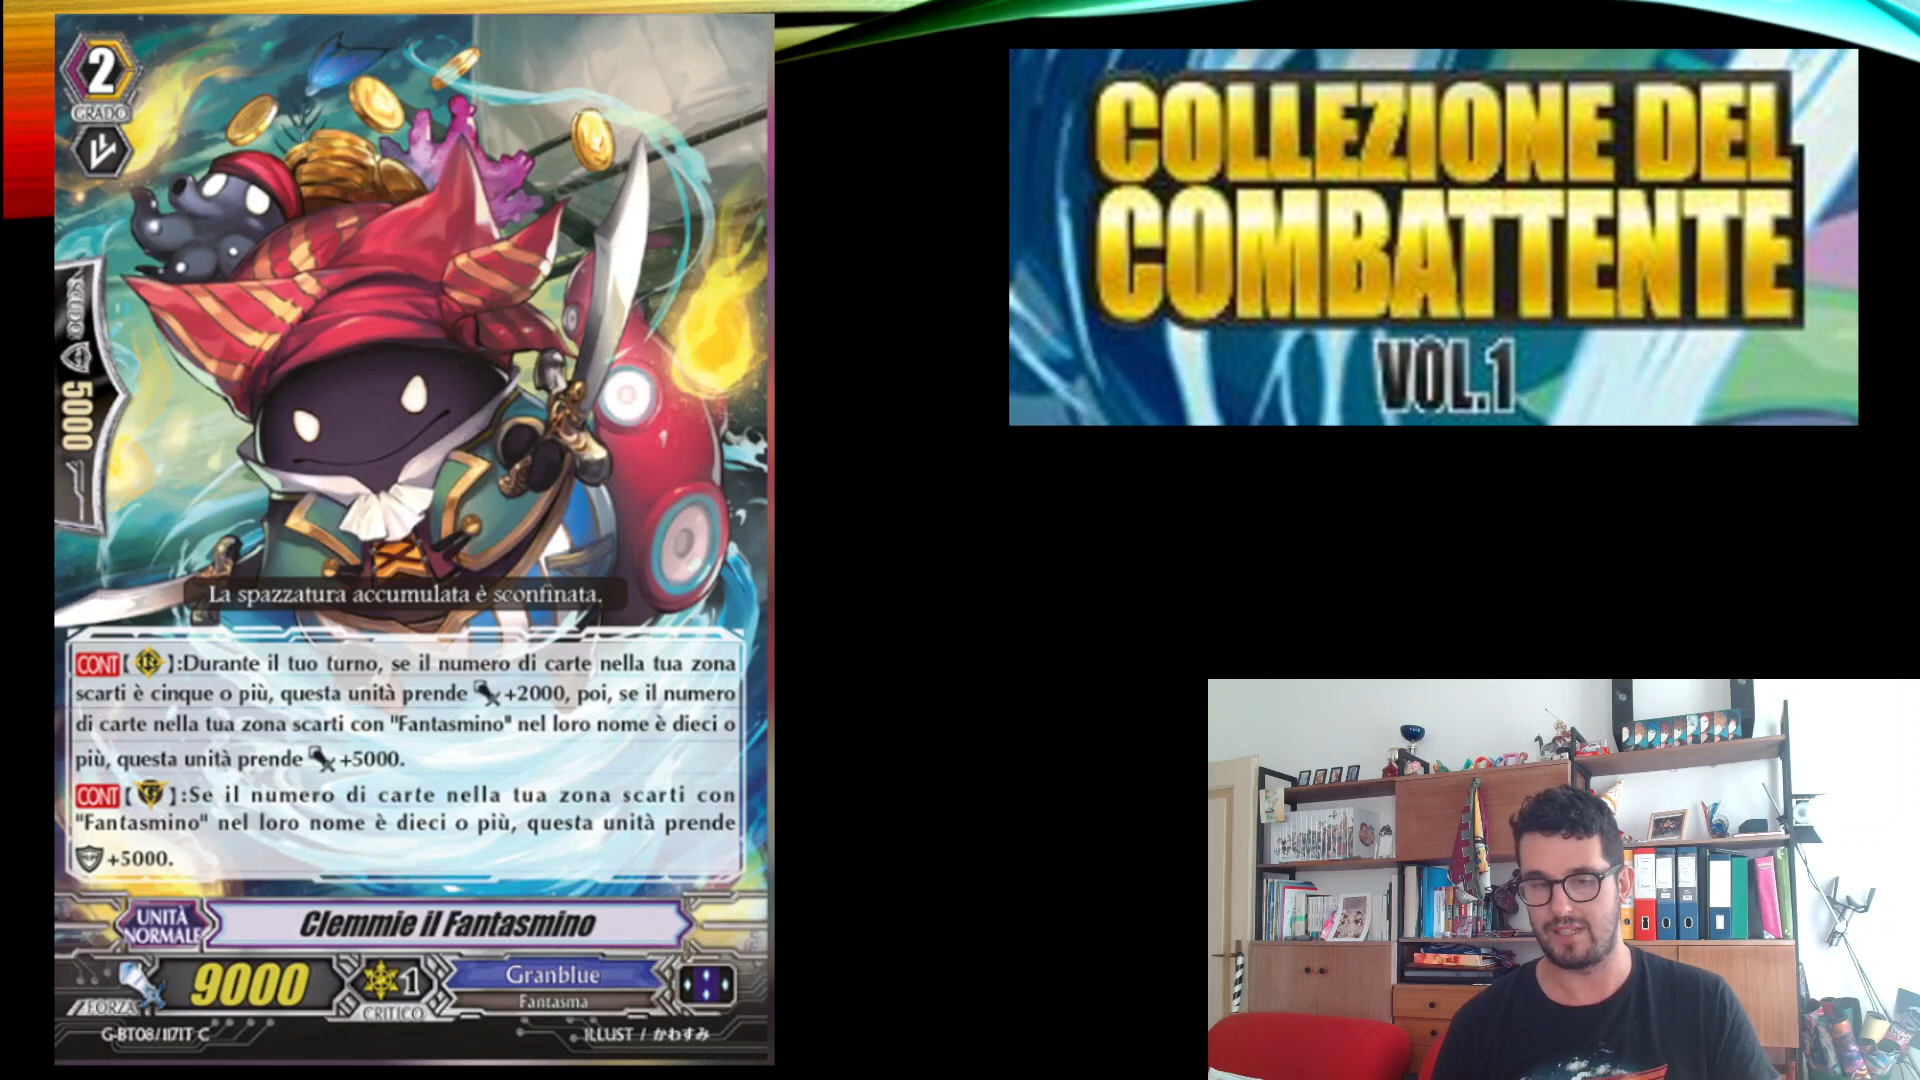 2
GRADO
SCUDO
5000
La spazzatura accumulata è sconfinata.
CONT【 】:Durante il tuo turno, se il numero di carte nella tua zona
scarti è cinque o più, questa unità prende +2000, poi, se il numero
di carte nella tua zona scarti con "Fantasmino" nel loro nome è dieci o
più, questa unità prende +5000.
CONT【 】:Se il numero di carte nella tua zona scarti con
"Fantasmino" nel loro nome è dieci o più, questa unità prende
+5000.
UNITÀ
NORMALE
Clemmie il Fantasmino
FORZA
9000
1
CRITICO
Granblue
Fantasma
G-BT08/117IT C
ILLUST / かわすみ
COLLEZIONE DEL
COMBATTENTE
VOL.1